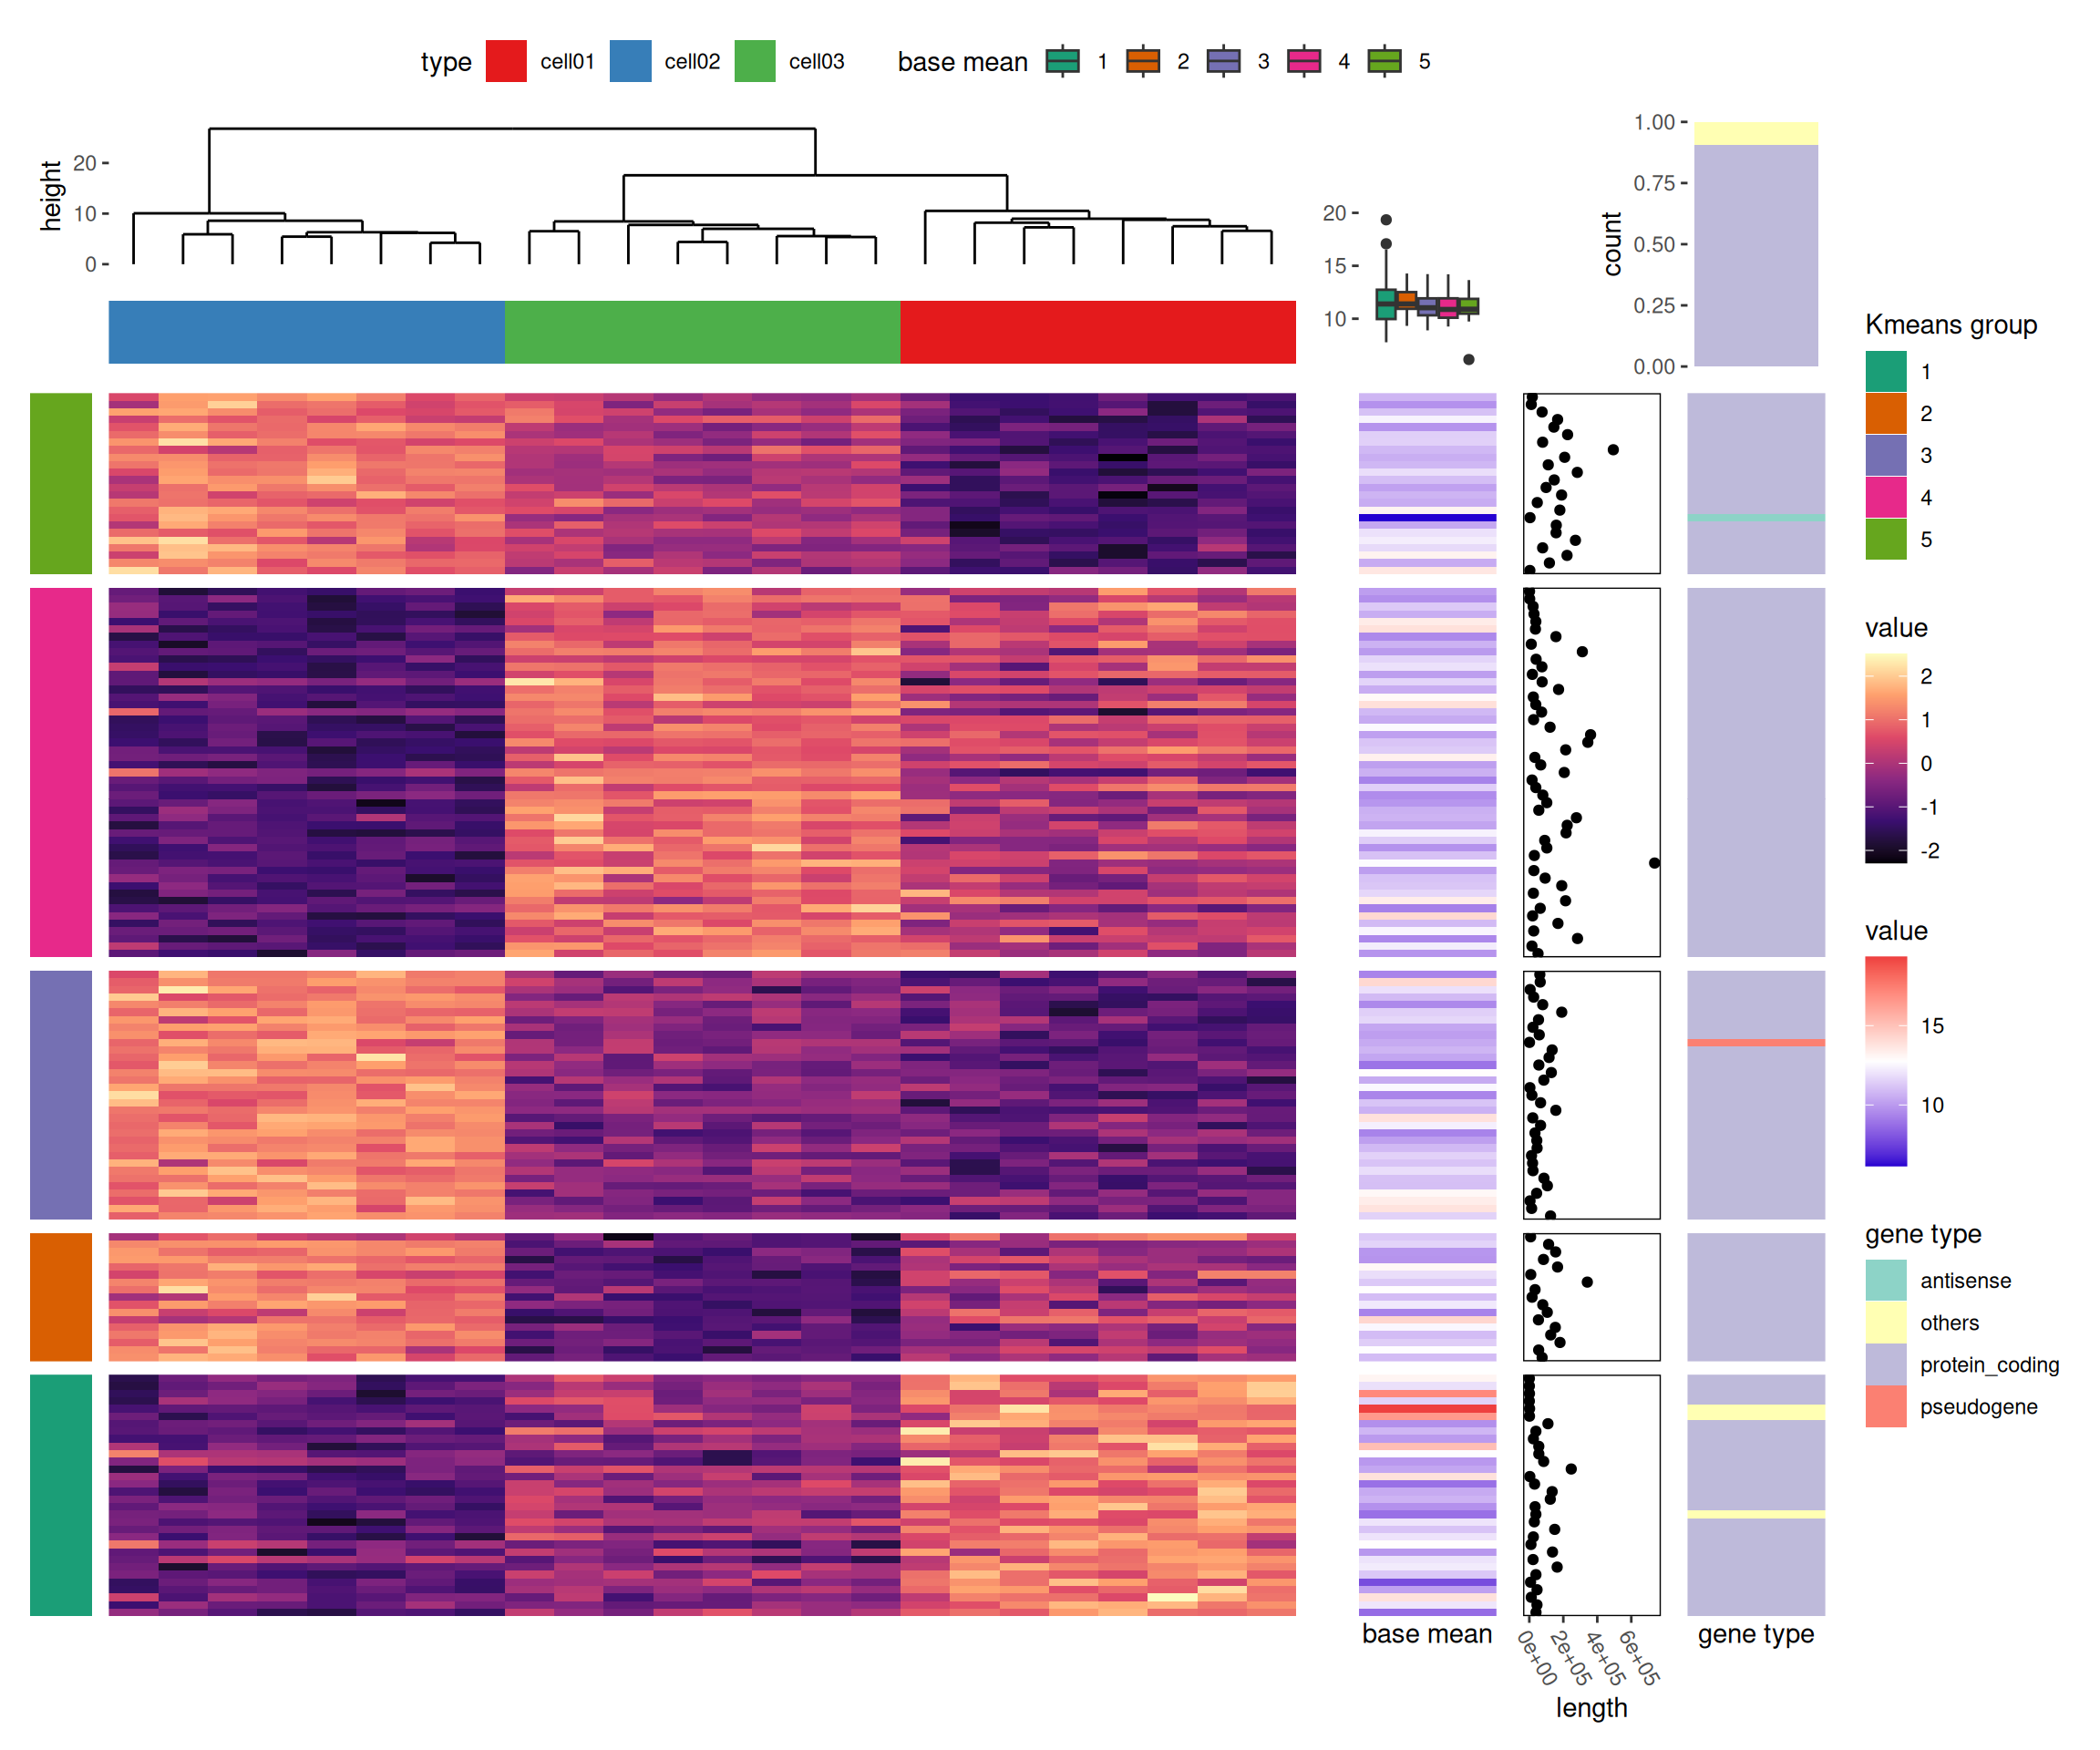 type cell01 cell02 cell03 base mean 1 2 3 4 5
height
20
10
0
20
15
10
count
1.00
0.75
0.50
0.25
0.00
Kmeans group
1
2
3
4
5
value
2
1
0
-1
-2
value
15
10
gene type
antisense
others
protein_coding
pseudogene
base mean
0e+00
2e+05
4e+05
6e+05
length
gene type